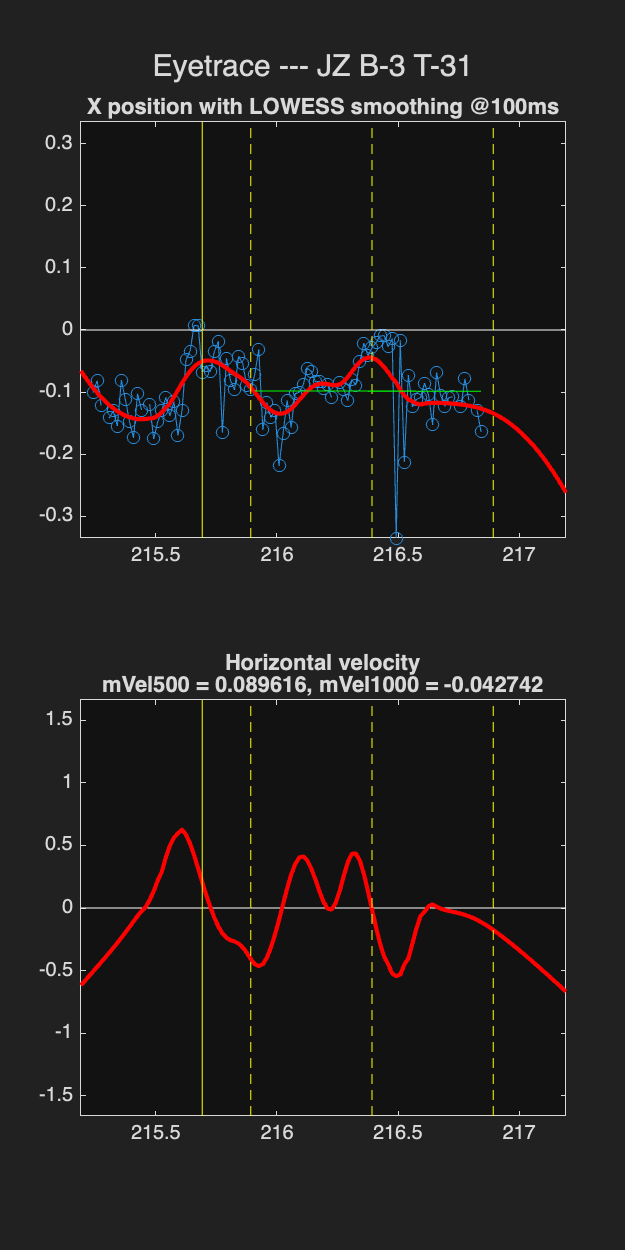 Eyetrace --- JZ B-3 T-31
X position with LOWESS smoothing @100ms
0.3
0.2
0.1
0
-0.1
-0.2
-0.3
215.5 216 216.5 217
Horizontal velocity
mVel500 = 0.089616, mVel1000 = -0.042742
1.5
1
0.5
0
-0.5
-1
-1.5
215.5 216 216.5 217